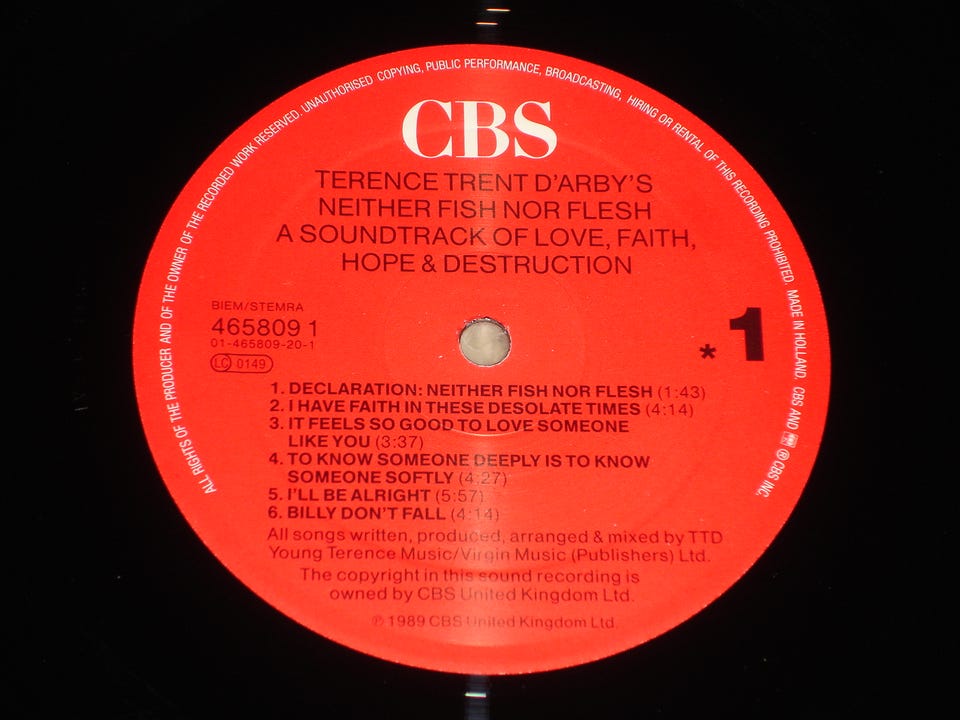 ALL RIGHTS OF THE PRODUCER AND OF THE OWNER OF THE RECORDED WORK RESERVED. UNAUTHORISED COPYING, PUBLIC PERFORMANCE, BROADCASTING, HIRING OR RENTAL OF THIS RECORDING PROHIBITED. MADE IN HOLLAND. CBS AND ℗ CBS INC.
CBS
TERENCE TRENT D'ARBY'S
NEITHER FISH NOR FLESH
A SOUNDTRACK OF LOVE, FAITH,
HOPE & DESTRUCTION
BIEM/STEMRA
465809 1
01-465809-20-1
LC 0149
* 1
1. DECLARATION: NEITHER FISH NOR FLESH (1:43)
2. I HAVE FAITH IN THESE DESOLATE TIMES (4:14)
3. IT FEELS SO GOOD TO LOVE SOMEONE
LIKE YOU (3:37)
4. TO KNOW SOMEONE DEEPLY IS TO KNOW
SOMEONE SOFTLY (4:27)
5. I'LL BE ALRIGHT (5:57)
6. BILLY DON'T FALL (4:14)
All songs written, produced, arranged & mixed by TTD
Young Terence Music/Virgin Music (Publishers) Ltd.
The copyright in this sound recording is
owned by CBS United Kingdom Ltd.
℗ 1989 CBS United Kingdom Ltd.